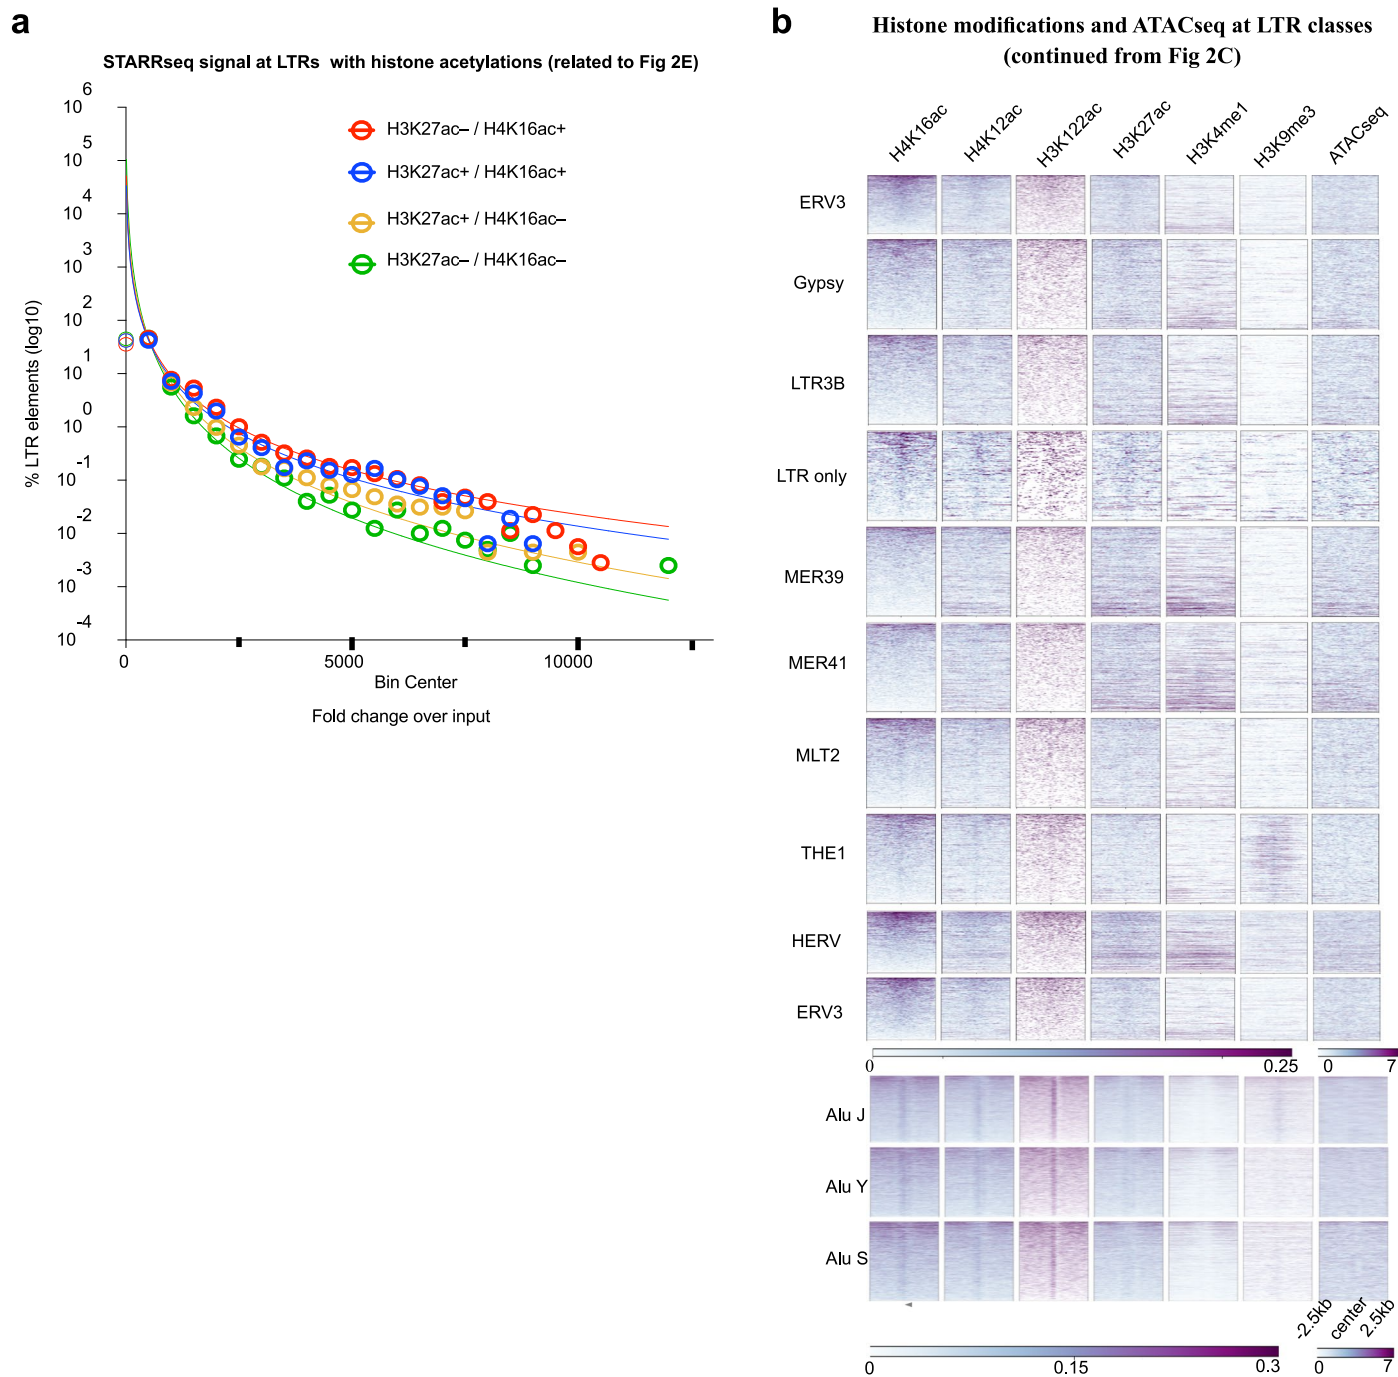 a
STARRseq signal at LTRs with histone acetylations (related to Fig 2E)
10 6
10 5
10 4
10 3
10 2
10 1
10 0
10 -1
10 -2
10 -3
10 -4
% LTR elements (log10)
H3K27ac– / H4K16ac+
H3K27ac+ / H4K16ac+
H3K27ac+ / H4K16ac–
H3K27ac– / H4K16ac–
0 5000 10000
Bin Center
Fold change over input
b
Histone modifications and ATACseq at LTR classes
(continued from Fig 2C)
H4K16ac H4K12ac H3K122ac H3K27ac H3K4me1 H3K9me3 ATACseq
ERV3
Gypsy
LTR3B
LTR only
MER39
MER41
MLT2
THE1
HERV
ERV3
0 0.25 0 7
Alu J
Alu Y
Alu S
-2.5kb center 2.5kb
0 0.15 0.3 0 7